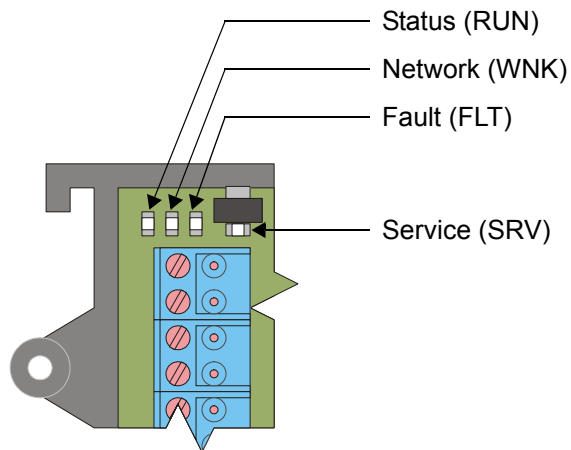 Status (RUN)
Network (WNK)
Fault (FLT)
Service (SRV)